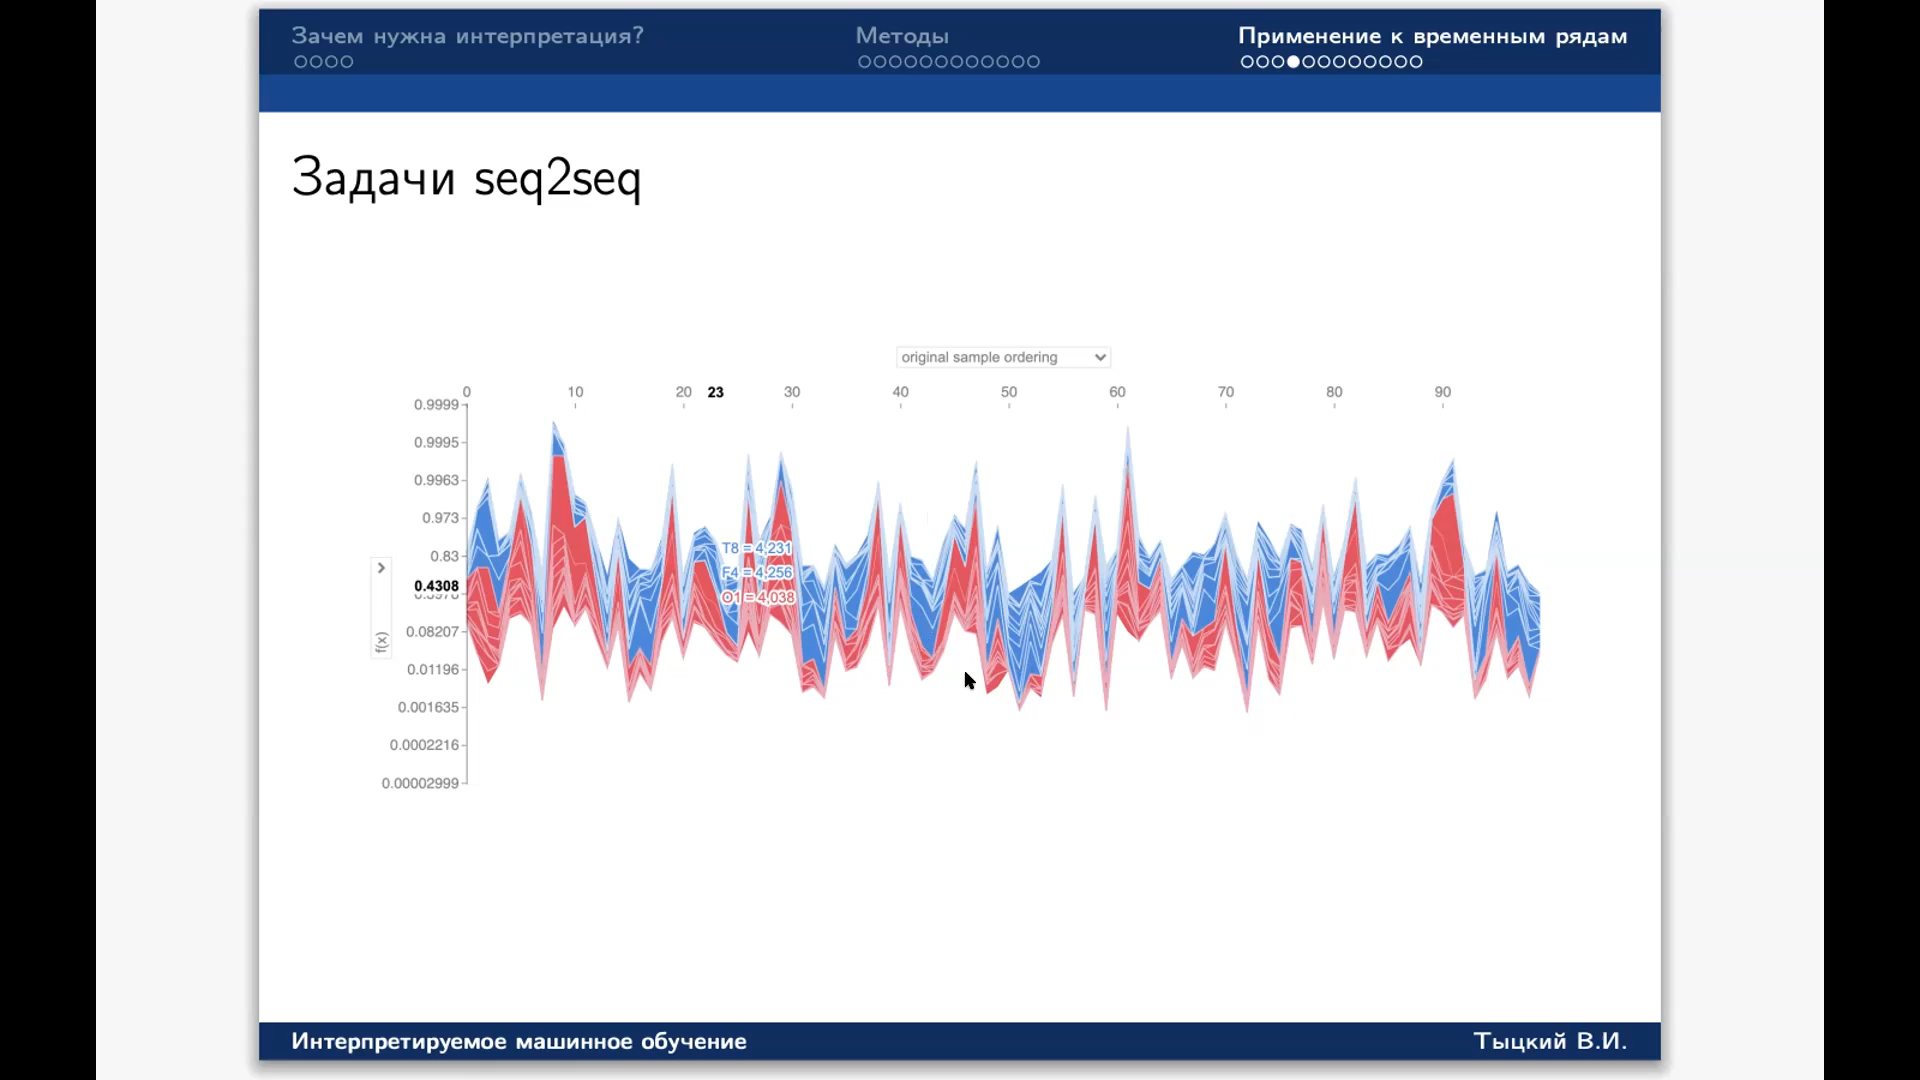 Зачем нужна интерпретация?
Методы
Применение к временным рядам
Задачи seq2seq
original sample ordering
0 10 20 23 30 40 50 60 70 80 90
0.9999
0.9995
0.9963
0.973
0.83
0.4308
0.08207
0.01196
0.001635
0.0002216
0.00002999
f(x)
T8 = 4,231
F4 = 4,256
O1 = 4,038
Интерпретируемое машинное обучение
Тыцкий В.И.